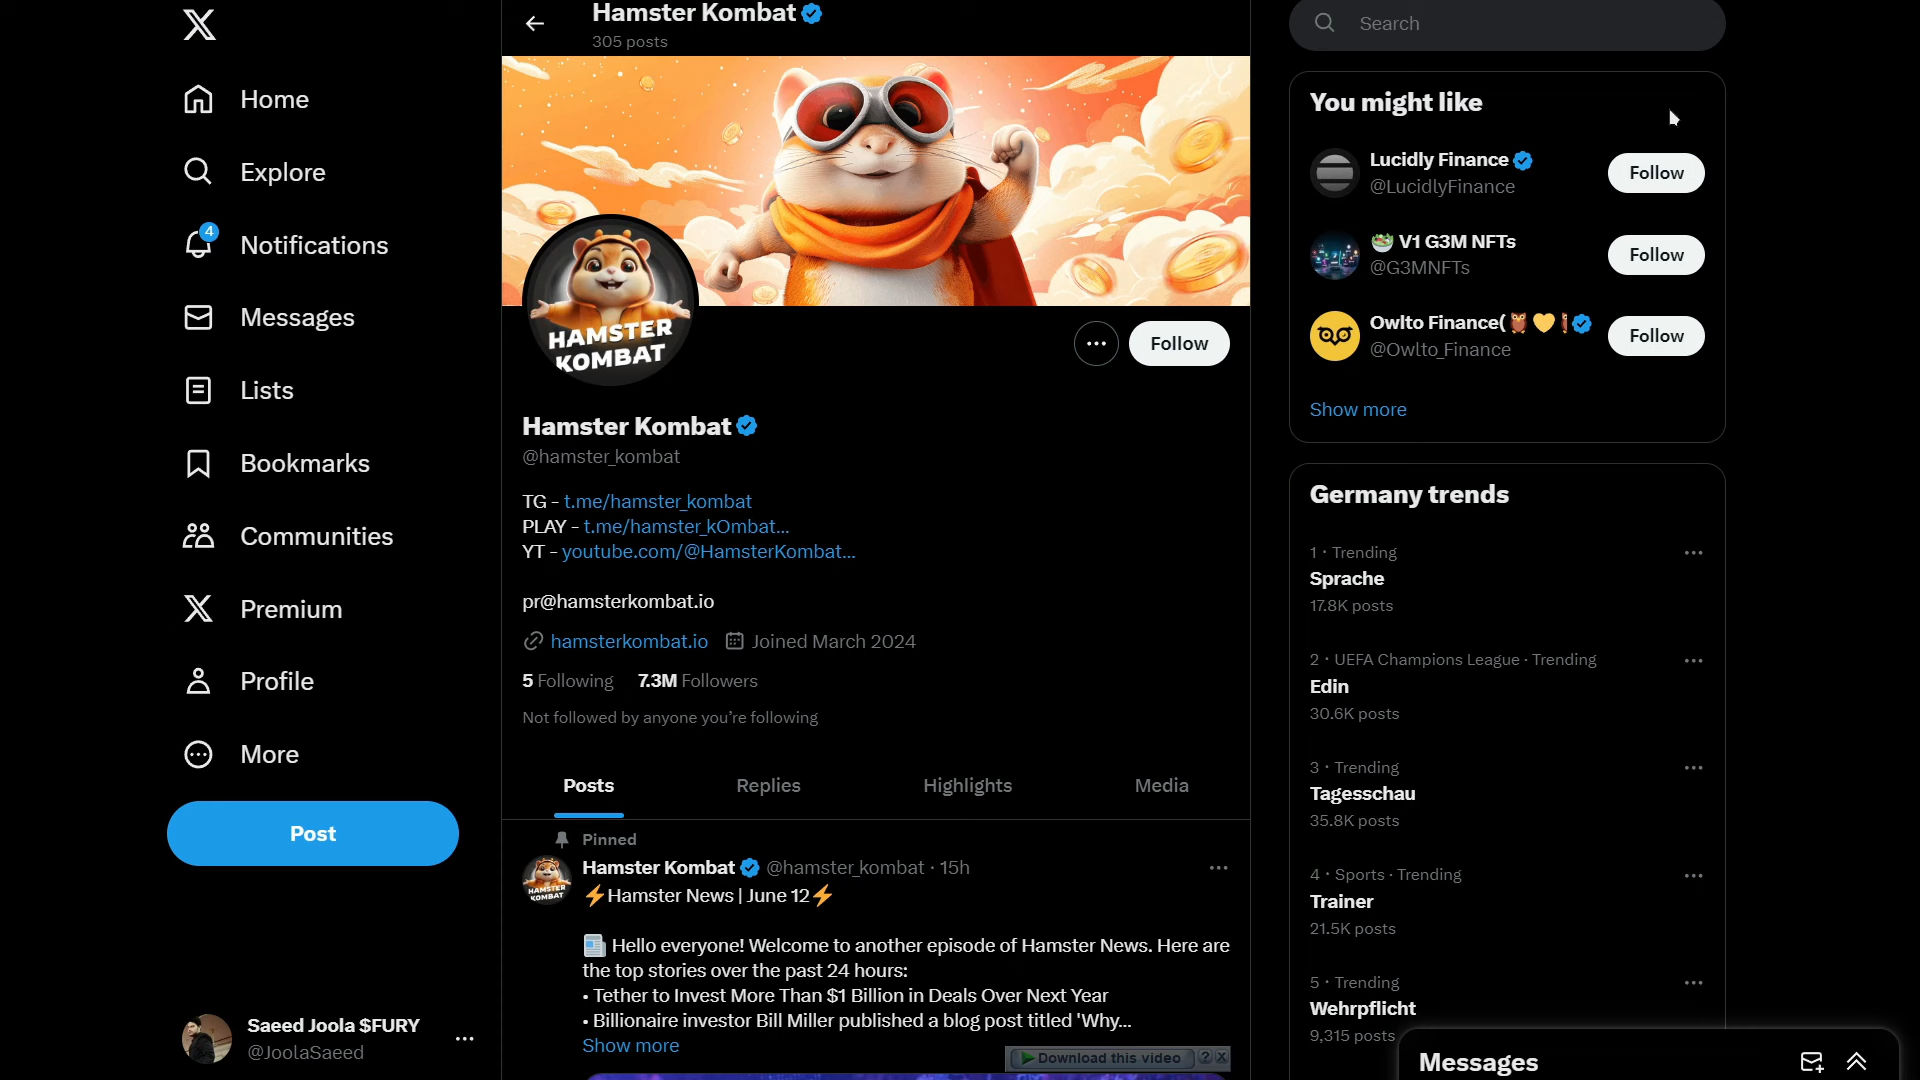 Home
Explore
4
Notifications
Messages
Lists
Bookmarks
Communities
Premium
Profile
More
Post
Saeed Joola $FURY
@JoolaSaeed
Hamster Kombat
305 posts
HAMSTER
KOMBAT
Follow
Hamster Kombat
@hamster_kombat
TG - t.me/hamster_kombat
PLAY - t.me/hamster_kOmbat...
YT - youtube.com/@HamsterKombat...
pr@hamsterkombat.io
hamsterkombat.io Joined March 2024
5 Following 7.3M Followers
Not followed by anyone you're following
Posts Replies Highlights Media
Pinned
HAMSTER
KOMBAT
Hamster Kombat @hamster_kombat · 15h
⚡Hamster News | June 12⚡
📰 Hello everyone! Welcome to another episode of Hamster News. Here are
the top stories over the past 24 hours:
• Tether to Invest More Than $1 Billion in Deals Over Next Year
• Billionaire investor Bill Miller published a blog post titled 'Why...
Show more
Download this video ? X
Search
You might like
Lucidly Finance
@LucidlyFinance
Follow
🥗 V1 G3M NFTs
@G3MNFTs
Follow
Owlto Finance(🦉💛
@Owlto_Finance
Follow
Show more
Germany trends
1 · Trending
Sprache
17.8K posts
2 · UEFA Champions League · Trending
Edin
30.6K posts
3 · Trending
Tagesschau
35.8K posts
4 · Sports · Trending
Trainer
21.5K posts
5 · Trending
Wehrpflicht
9,315 posts
Messages